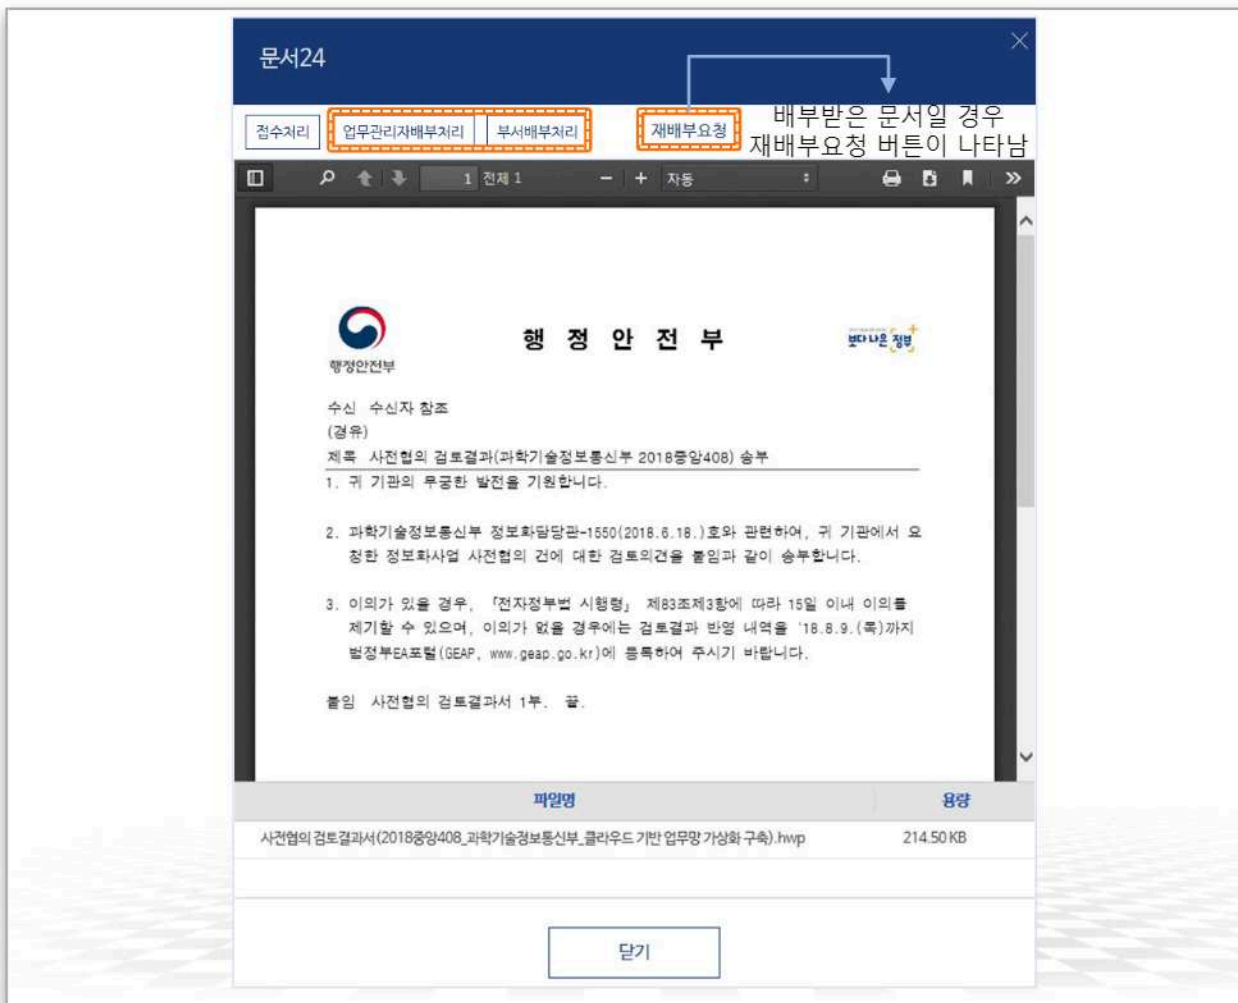 문서24
접수처리 업무관리자배부처리 부서배부처리 재배부요청 배부받은 문서일 경우
재배부요청 버튼이 나타남
1 전체 1 자동
행정안전부
행 정 안 전 부
보다 나은 정부
수신 수신자 참조
(경유)
제목 사전협의 검토결과(과학기술정보통신부 2018중앙408) 송부
1. 귀 기관의 무궁한 발전을 기원합니다.
2. 과학기술정보통신부 정보화담당관-1550(2018.6.18.)호와 관련하여, 귀 기관에서 요
청한 정보화사업 사전협의 건에 대한 검토의견을 붙임과 같이 송부합니다.
3. 이의가 있을 경우, 「전자정부법 시행령」 제83조제3항에 따라 15일 이내 이의를
제기할 수 있으며, 이의가 없을 경우에는 검토결과 반영 내역을 '18.8.9.(목)까지
범정부EA포털(GEAP, www.geap.go.kr)에 등록하여 주시기 바랍니다.
붙임 사전협의 검토결과서 1부. 끝.
파일명 용량
사전협의 검토결과서(2018중앙408_과학기술정보통신부_클라우드 기반 업무망 가상화 구축).hwp 214.50 KB
닫기